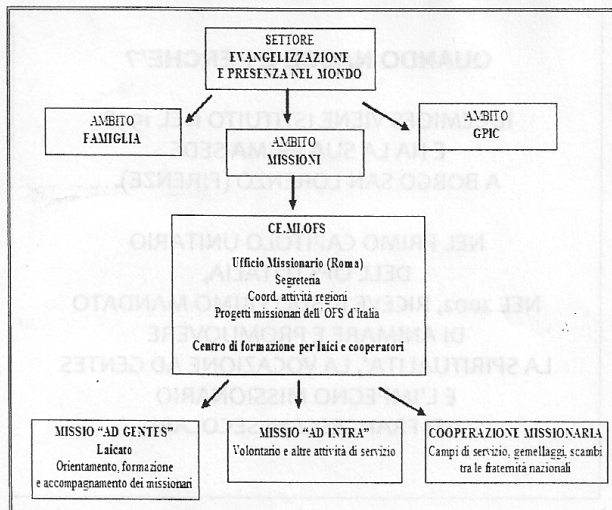 SETTORE
EVANGELIZZAZIONE
E PRESENZA NEL MONDO
AMBITO
FAMIGLIA
AMBITO
MISSIONI
AMBITO
GPIC
CE.MI.OFS
Ufficio Missionario (Roma)
Segreteria
Coord. attività regioni
Progetti missionari dell'OFS d'Italia
Centro di formazione per laici e cooperatori
MISSIO "AD GENTES"
Laicato
Orientamento, formazione
e accompagnamento dei missionari
MISSIO "AD INTRA"
Volontario e altre attività di servizio
COOPERAZIONE MISSIONARIA
Campi di servizio, gemellaggi, scambi
tra le fraternità nazionali